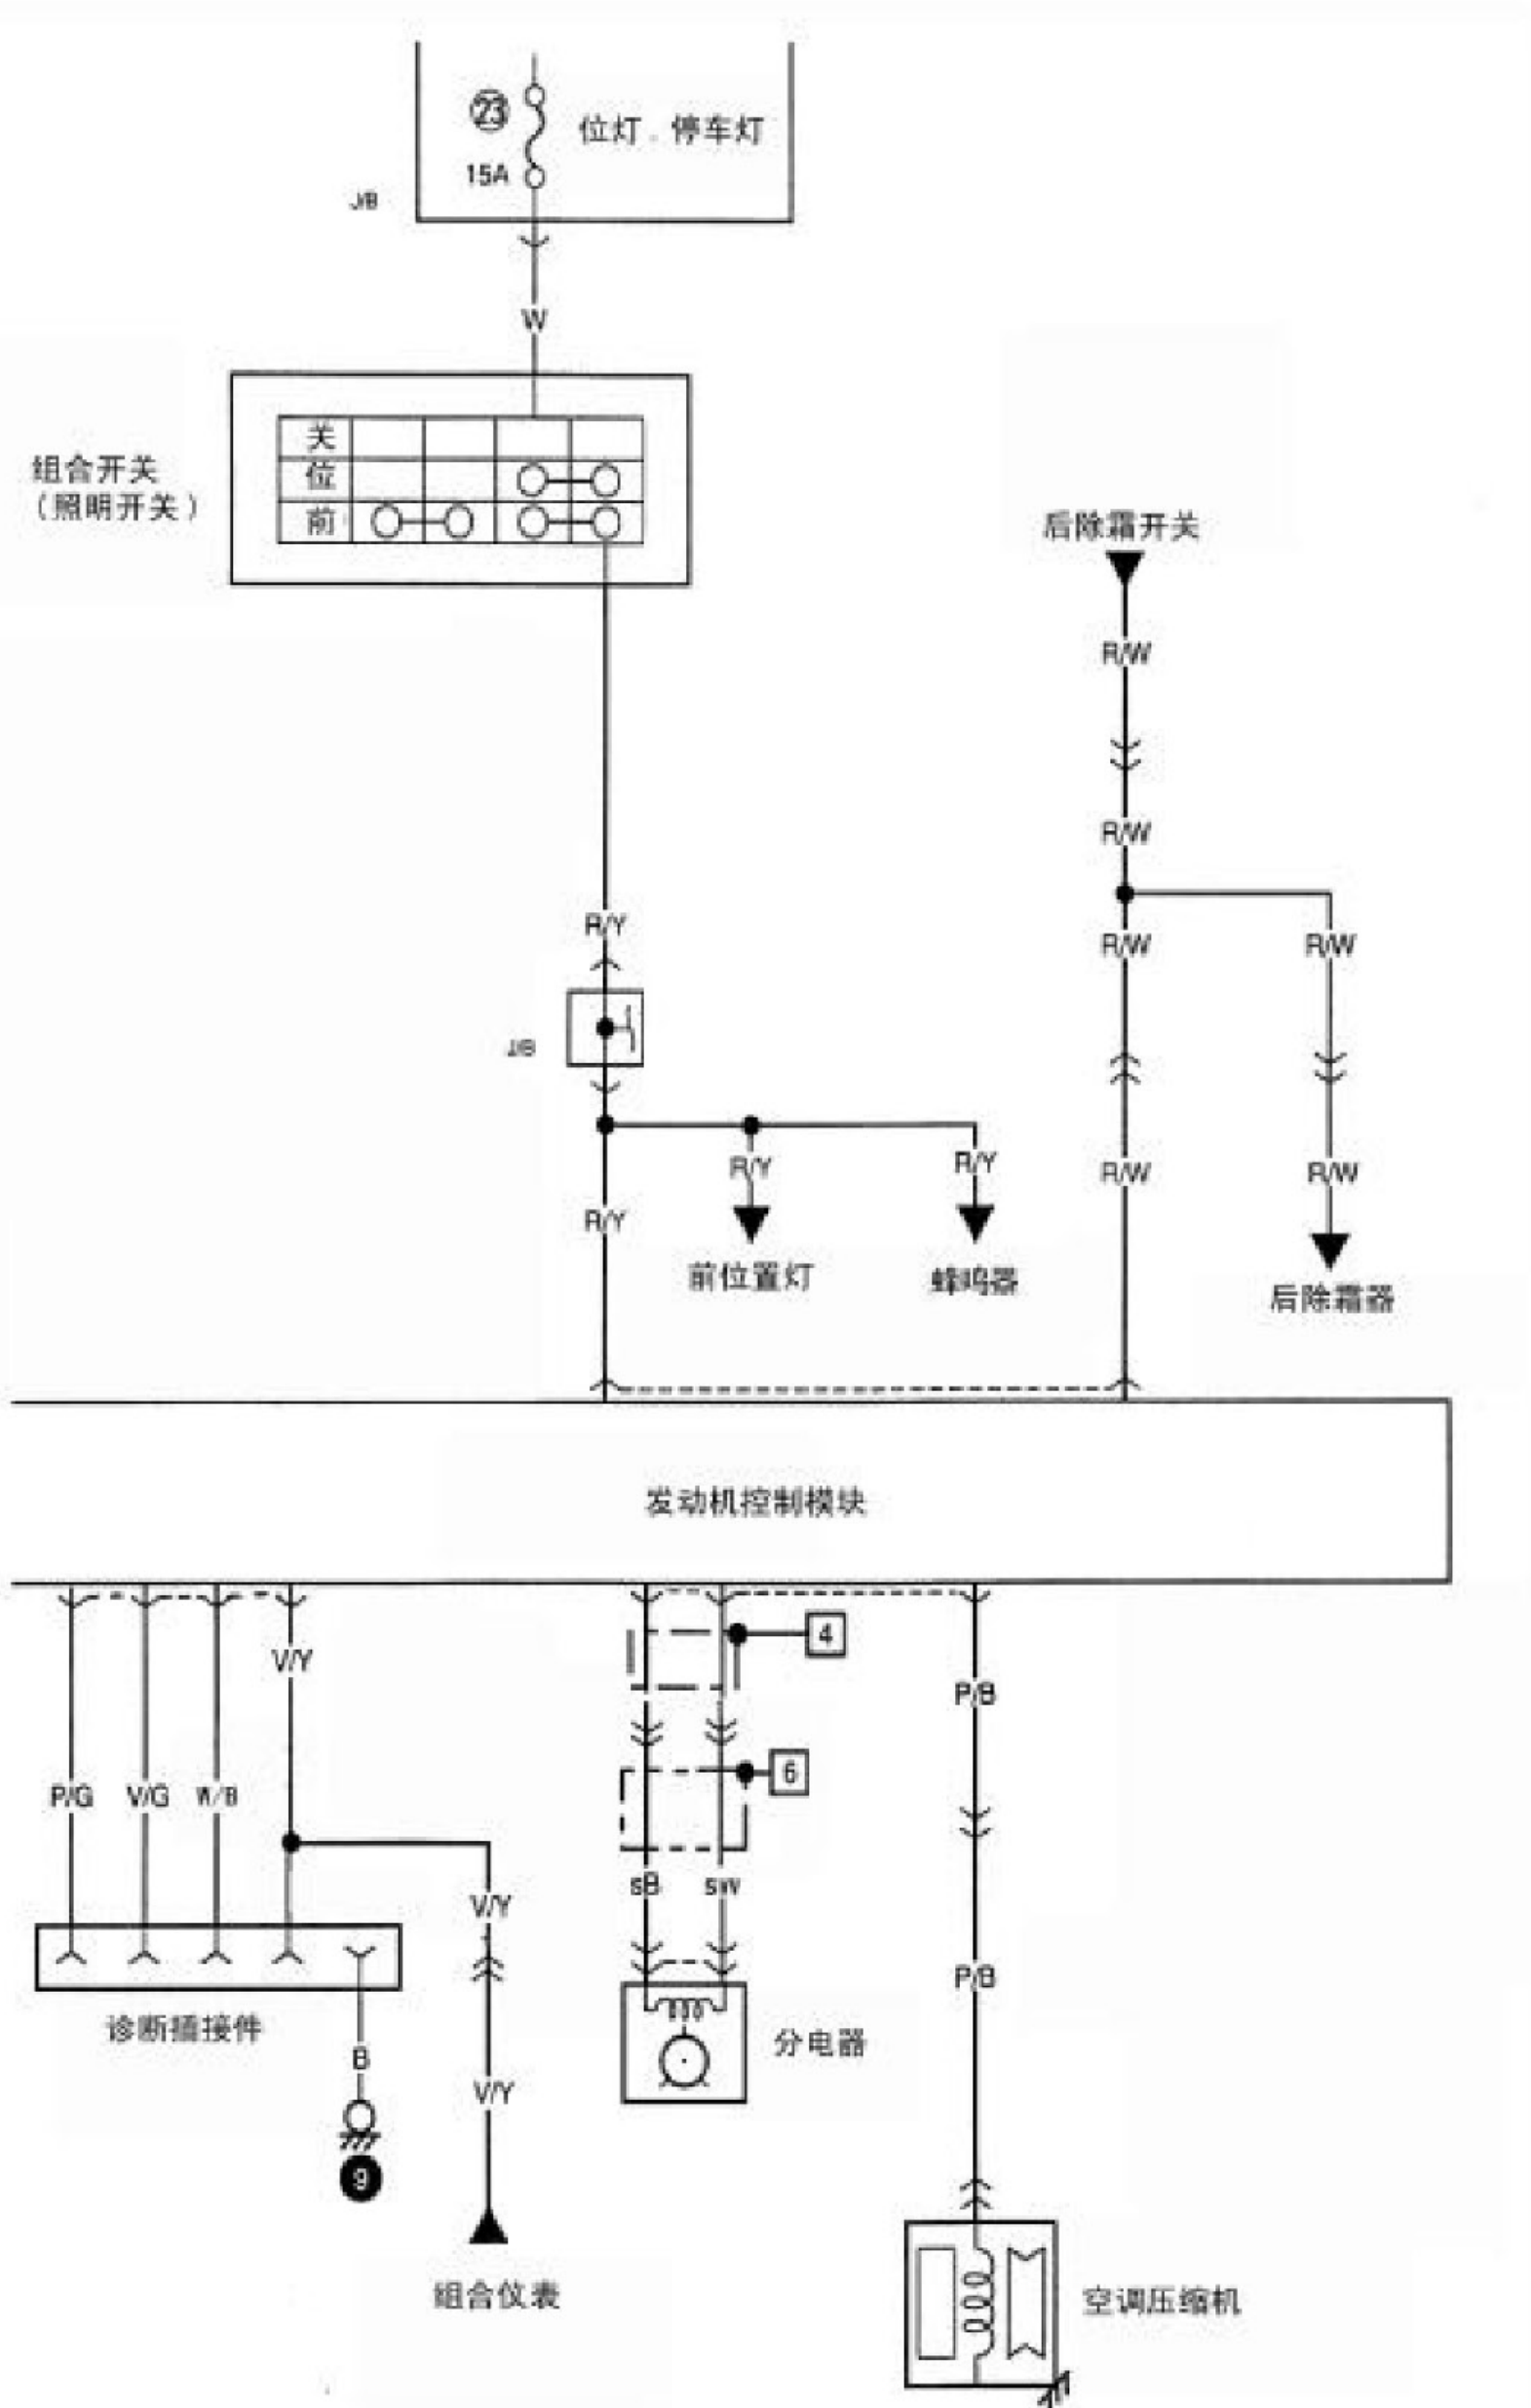 23
位灯．停车灯
15A
J/B
W
关
位
前
组合开关
（照明开关）
后除霜开关
R/W
R/W
R/Y
R/W
R/W
J/B
R/Y
R/Y
R/W
R/W
R/Y
前位置灯
蜂鸣器
后除霜器
发动机控制模块
4
V/Y
P/B
6
P/G
V/G
W/B
sB
sW
V/Y
P/B
诊断插接件
分电器
B
V/Y
9
组合仪表
空调压缩机